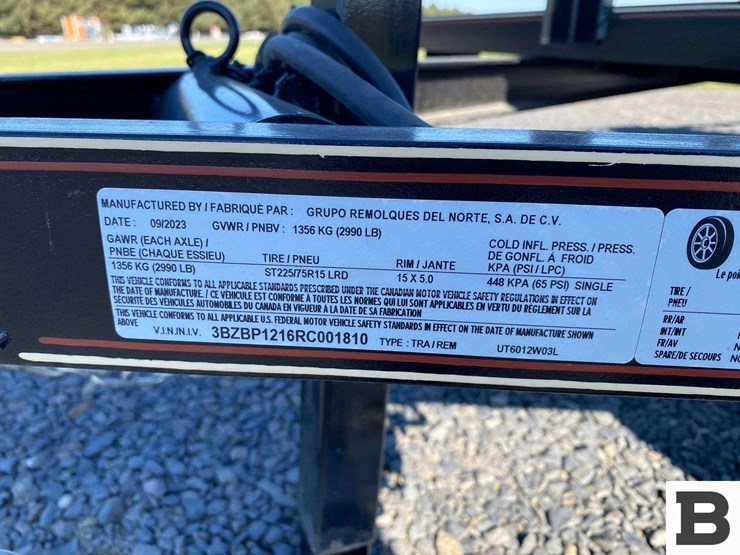 MANUFACTURED BY / FABRIQUÉ PAR : GRUPO REMOLQUES DEL NORTE, S.A. DE C.V.
DATE : 09/2023 GVWR / PNBV : 1356 KG (2990 LB)
GAWR (EACH AXLE) / PNBE (CHAQUE ESSIEU) TIRE / PNEU RIM / JANTE COLD INFL. PRESS. / PRESS. DE GONFL. À FROID KPA (PSI / LPC)
1356 KG (2990 LB) ST225/75R15 LRD 15 X 5.0 448 KPA (65 PSI) SINGLE
THIS VEHICLE CONFORMS TO ALL APPLICABLE STANDARDS PRESCRIBED UNDER THE CANADIAN MOTOR VEHICLE SAFETY REGULATIONS IN EFFECT ON
THE DATE OF MANUFACTURE. / CE VÉHICULE EST CONFORME À TOUTES LES NORMES QUI LUI SONT APPLICABLES EN VERTU DU RÈGLEMENT SUR LA
SÉCURITÉ DES VÉHICULES AUTOMOBILES DU CANADA EN VIGUEUR À LA DATE DE SA FABRICATION
THIS VEHICLE CONFORMS TO ALL APPLICABLE U.S. FEDERAL MOTOR VEHICLE SAFETY STANDARDS IN EFFECT ON THE DATE OF MANUFACTURE SHOWN
ABOVE
V.I.N./N.I.V. 3BZBP1216RC001810 TYPE : TRA / REM UT6012W03L
Le
TIRE /
PNEU
RR/AR
INT/INT
FR/AV
SPARE/DE SECOURS
B